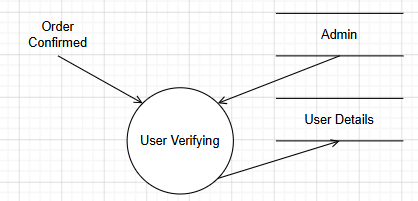 Order
Confirmed
Admin
User Details
User Verifying